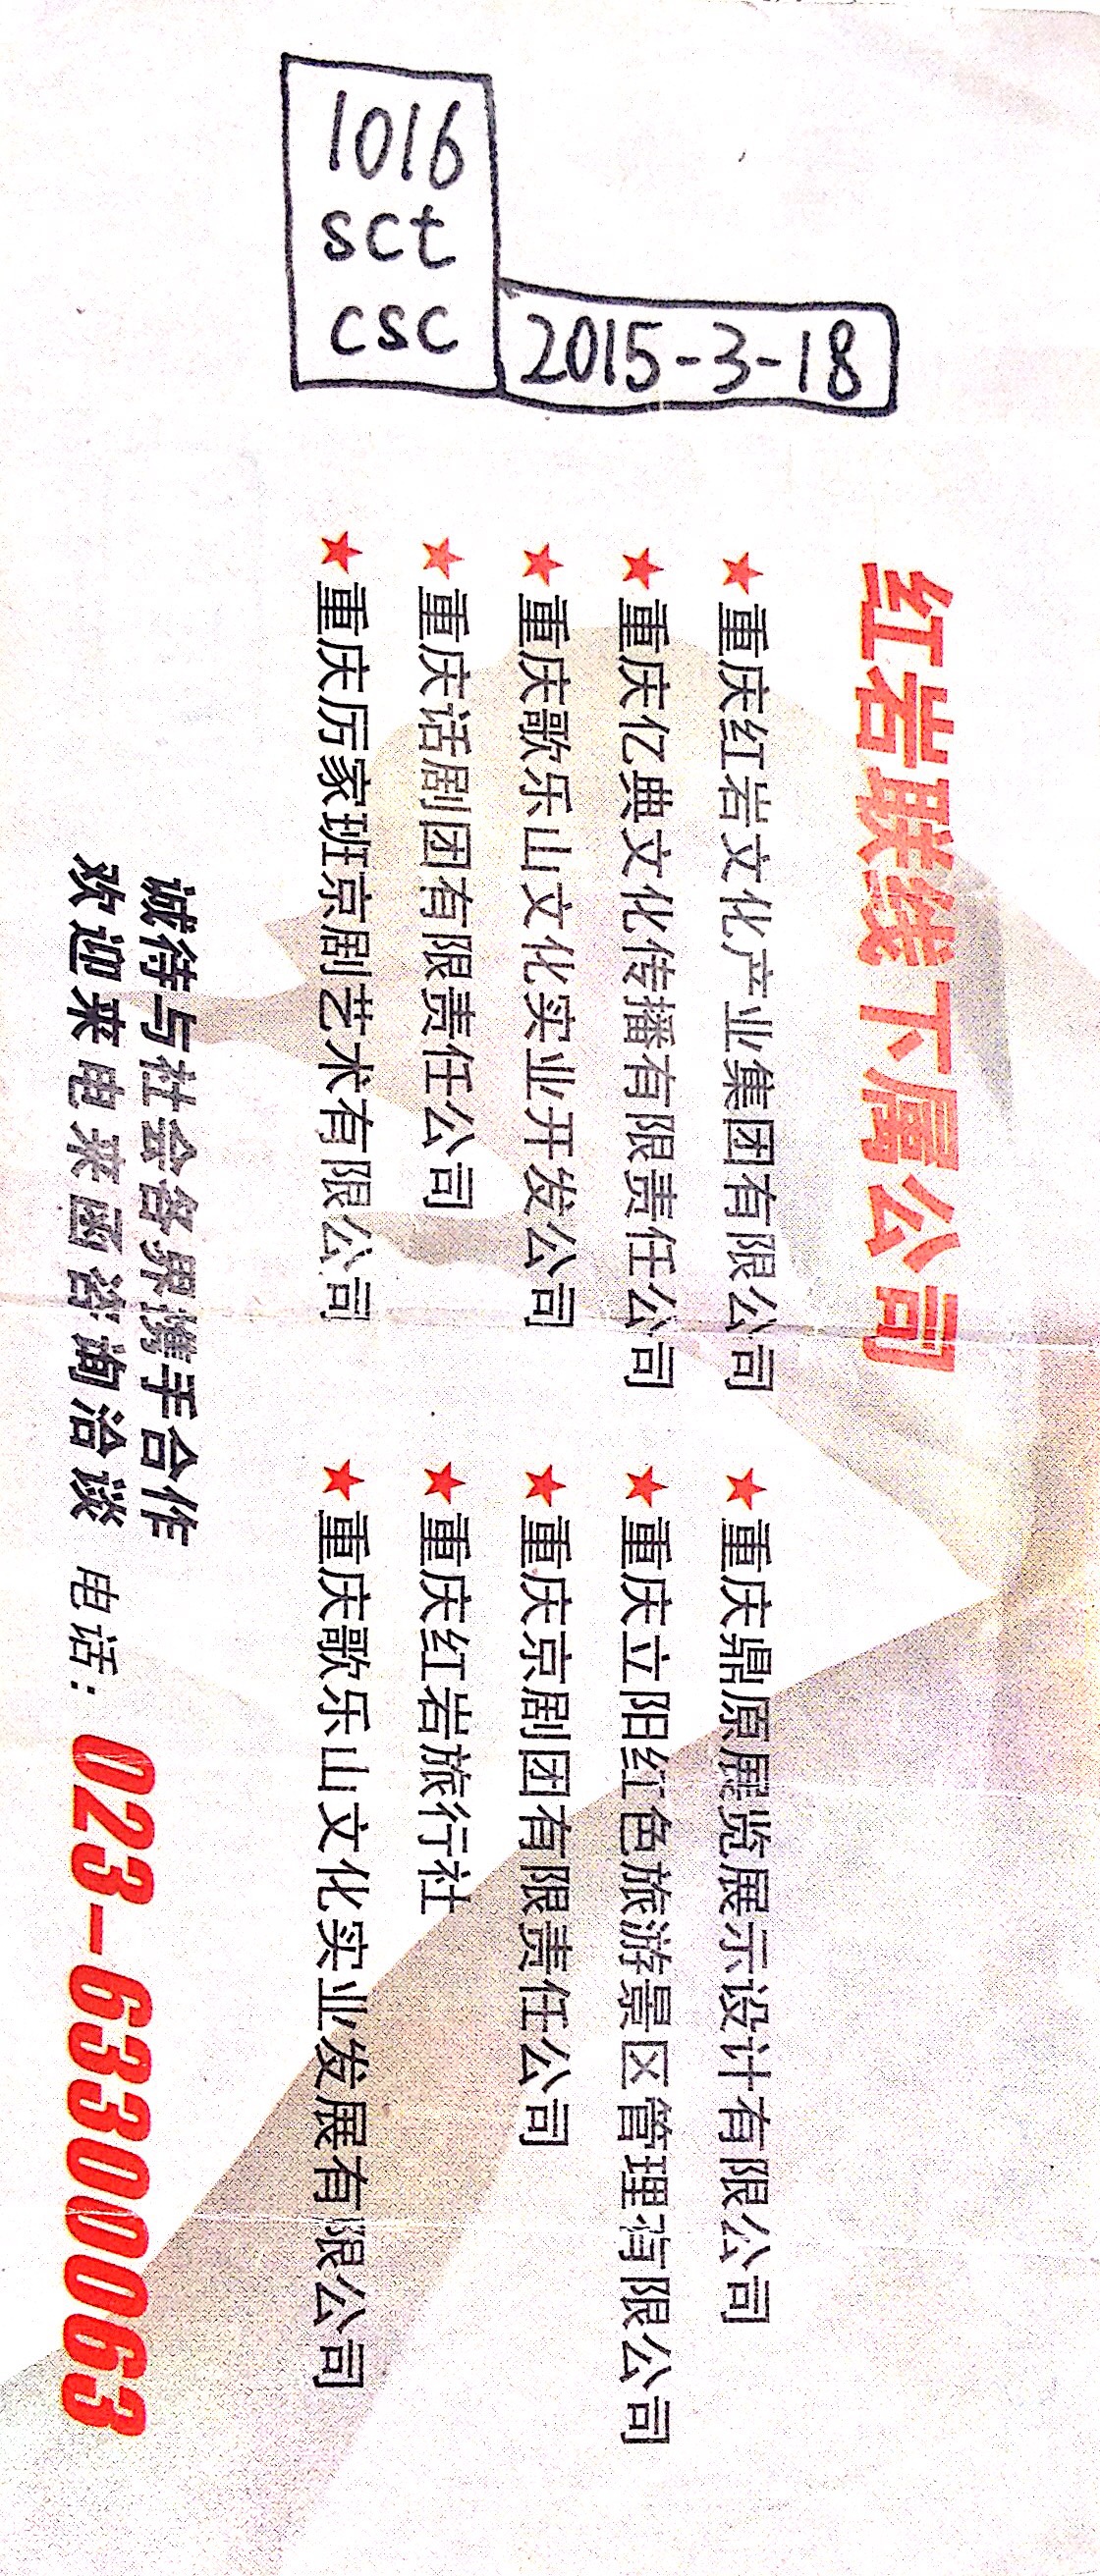 1016
sct
csc
2015-3-18
红岩联线下属公司
★重庆红岩文化产业集团有限公司
★重庆鼎原展览展示设计有限公司
★重庆亿典文化传播有限责任公司
★重庆立阳红色旅游景区管理有限公司
★重庆歌乐山文化实业开发公司
★重庆京剧团有限责任公司
★重庆话剧团有限责任公司
★重庆红岩旅行社
★重庆厉家班京剧艺术有限公司
★重庆歌乐山文化实业发展有限公司
诚待与社会各界携手合作
欢迎来电来函咨询洽谈 电话：023-63300063